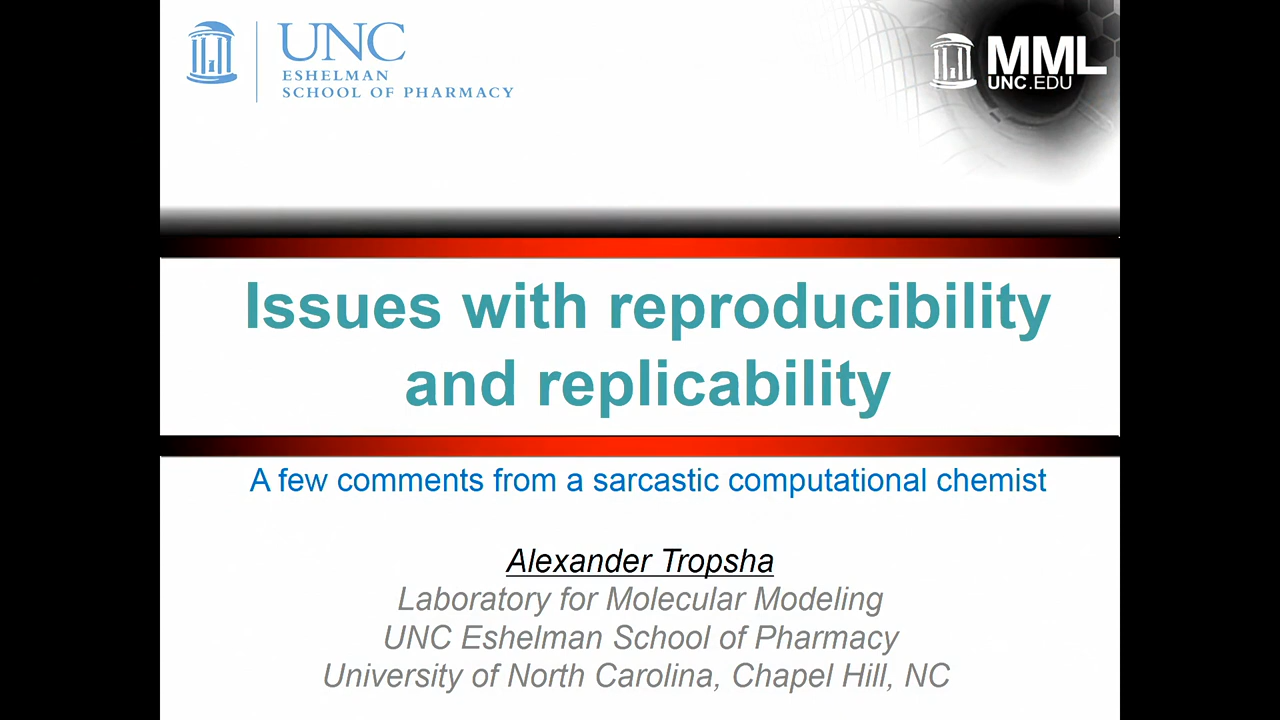 UNC
ESHELMAN
SCHOOL OF PHARMACY
MML
UNC.EDU
Issues with reproducibility
and replicability
A few comments from a sarcastic computational chemist
Alexander Tropsha
Laboratory for Molecular Modeling
UNC Eshelman School of Pharmacy
University of North Carolina, Chapel Hill, NC